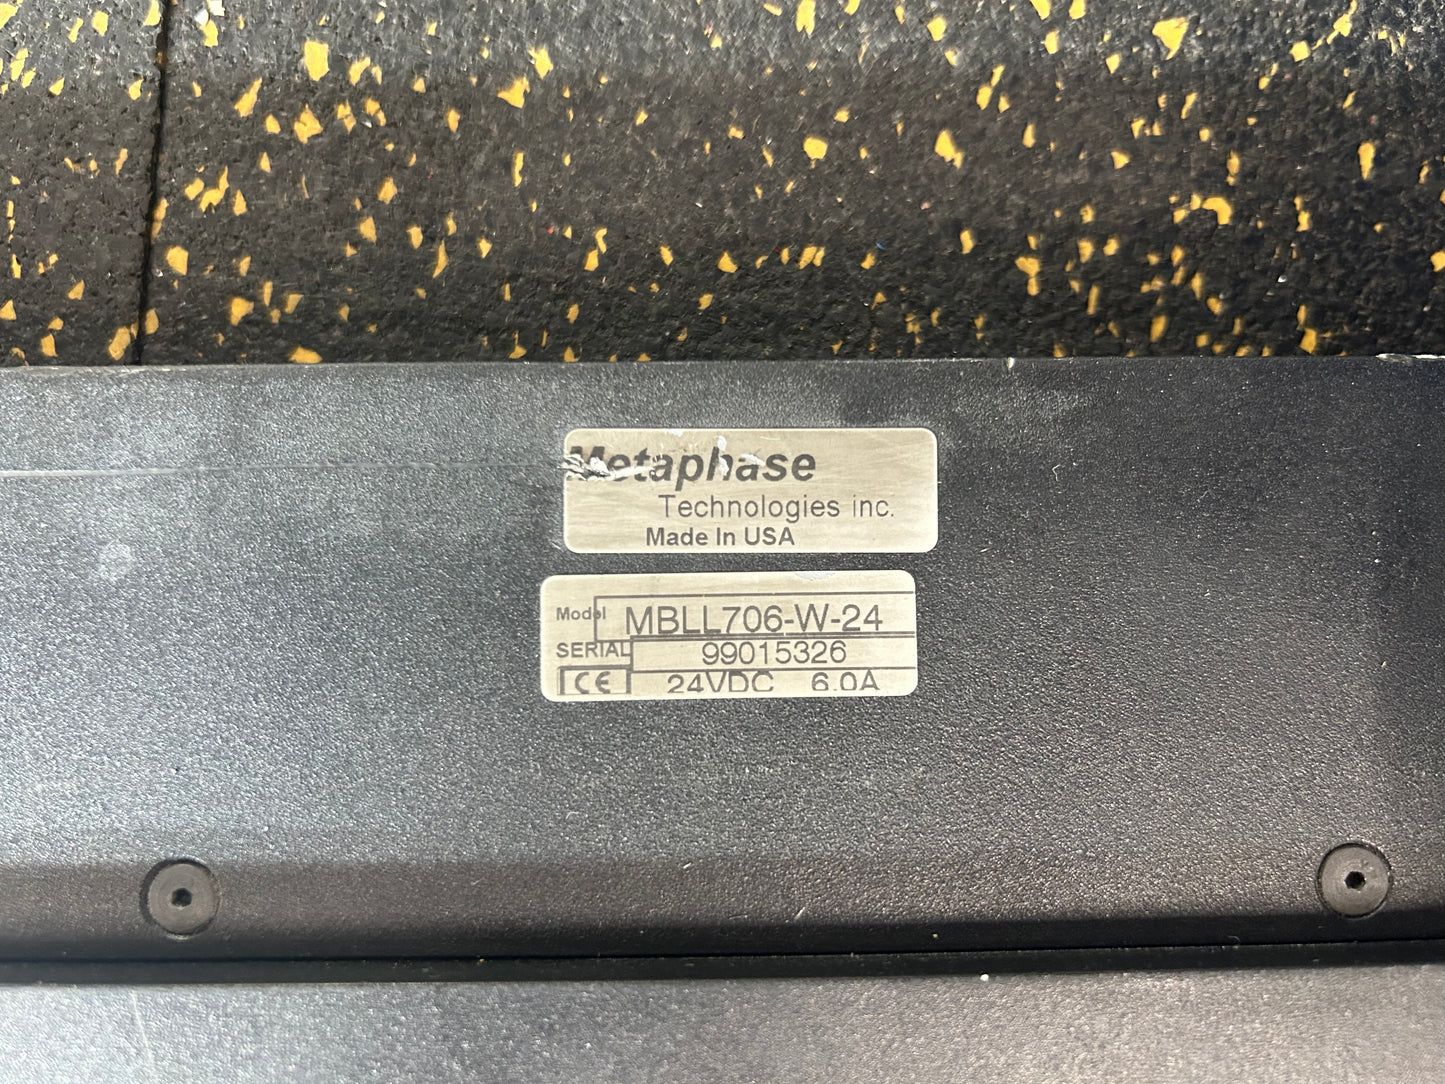 Metaphase
Technologies inc.
Made In USA
Model MBLL706-W-24
SERIAL 99015326
CE 24VDC 6.0A